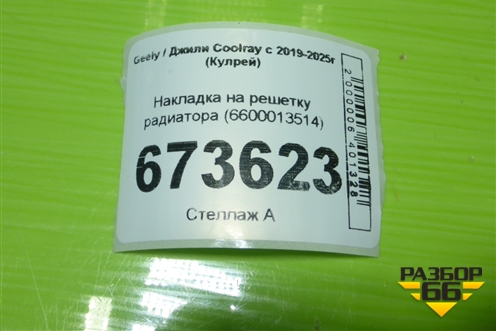 Geely / Джили Coolray с 2019-2025г
(Кулрей)
Накладка на решетку
радиатора (6600013514)
673623
Стеллаж А
2000006401328
РАЗБОР
66